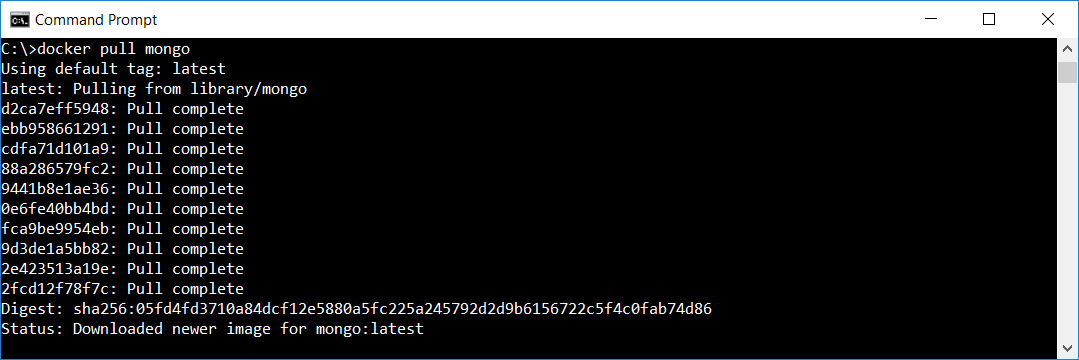 Command Prompt
C:\>docker pull mongo
Using default tag: latest
latest: Pulling from library/mongo
d2ca7eff5948: Pull complete
ebb958661291: Pull complete
cdfa71d101a9: Pull complete
88a286579fc2: Pull complete
9441b8e1ae36: Pull complete
0e6fe40bb4bd: Pull complete
fca9be9954eb: Pull complete
9d3de1a5bb82: Pull complete
2e423513a19e: Pull complete
2fcd12f78f7c: Pull complete
Digest: sha256:05fd4fd3710a84dcf12e5880a5fc225a245792d2d9b6156722c5f4c0fab74d86
Status: Downloaded newer image for mongo:latest